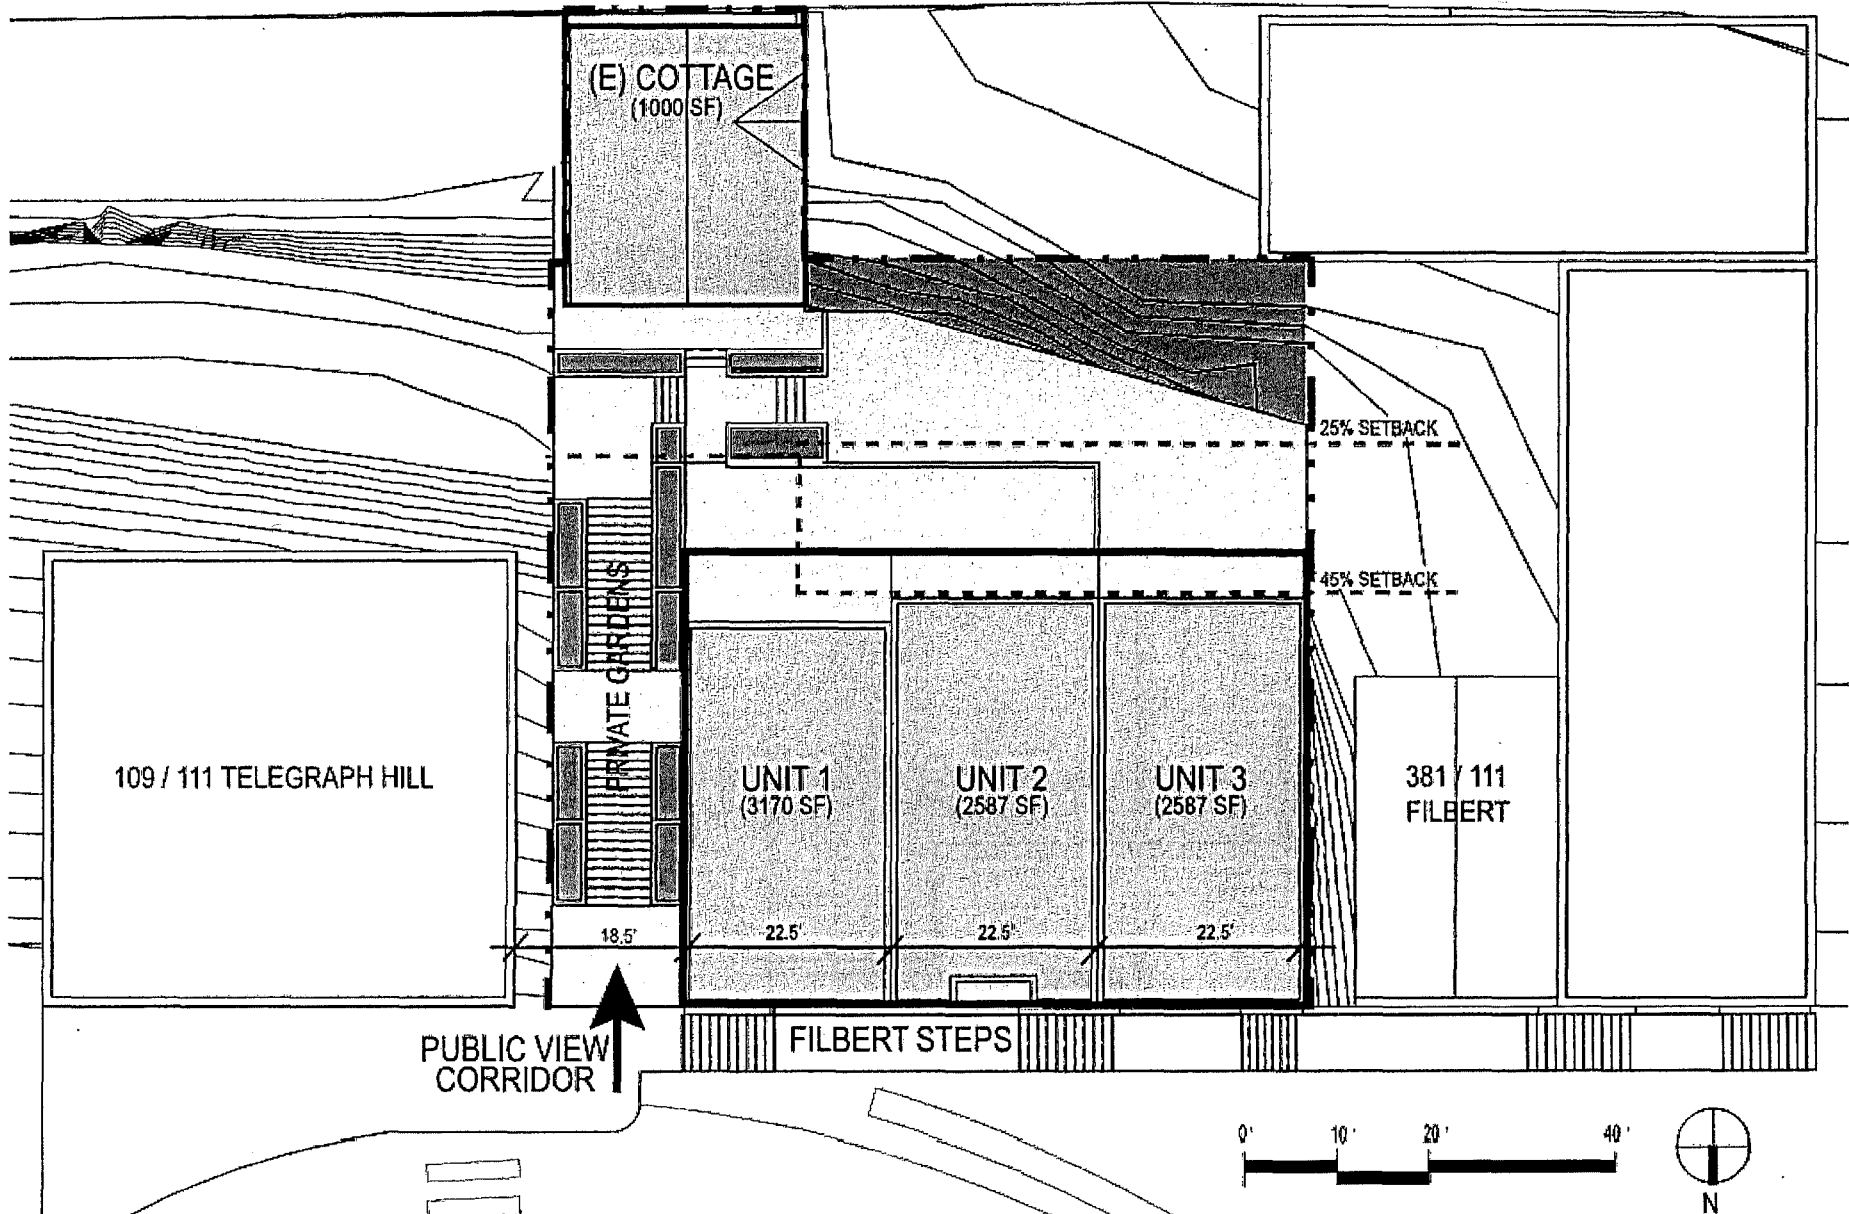 (E) COTTAGE
(1000 SF)
25% SETBACK
45% SETBACK
PRIVATE GARDENS
109 / 111 TELEGRAPH HILL
UNIT 1
(3170 SF)
UNIT 2
(2587 SF)
UNIT 3
(2587 SF)
381 / 111
FILBERT
18.5'
22.5'
22.5'
22.5'
PUBLIC VIEW
CORRIDOR
FILBERT STEPS
0'
10'
20'
40'
N